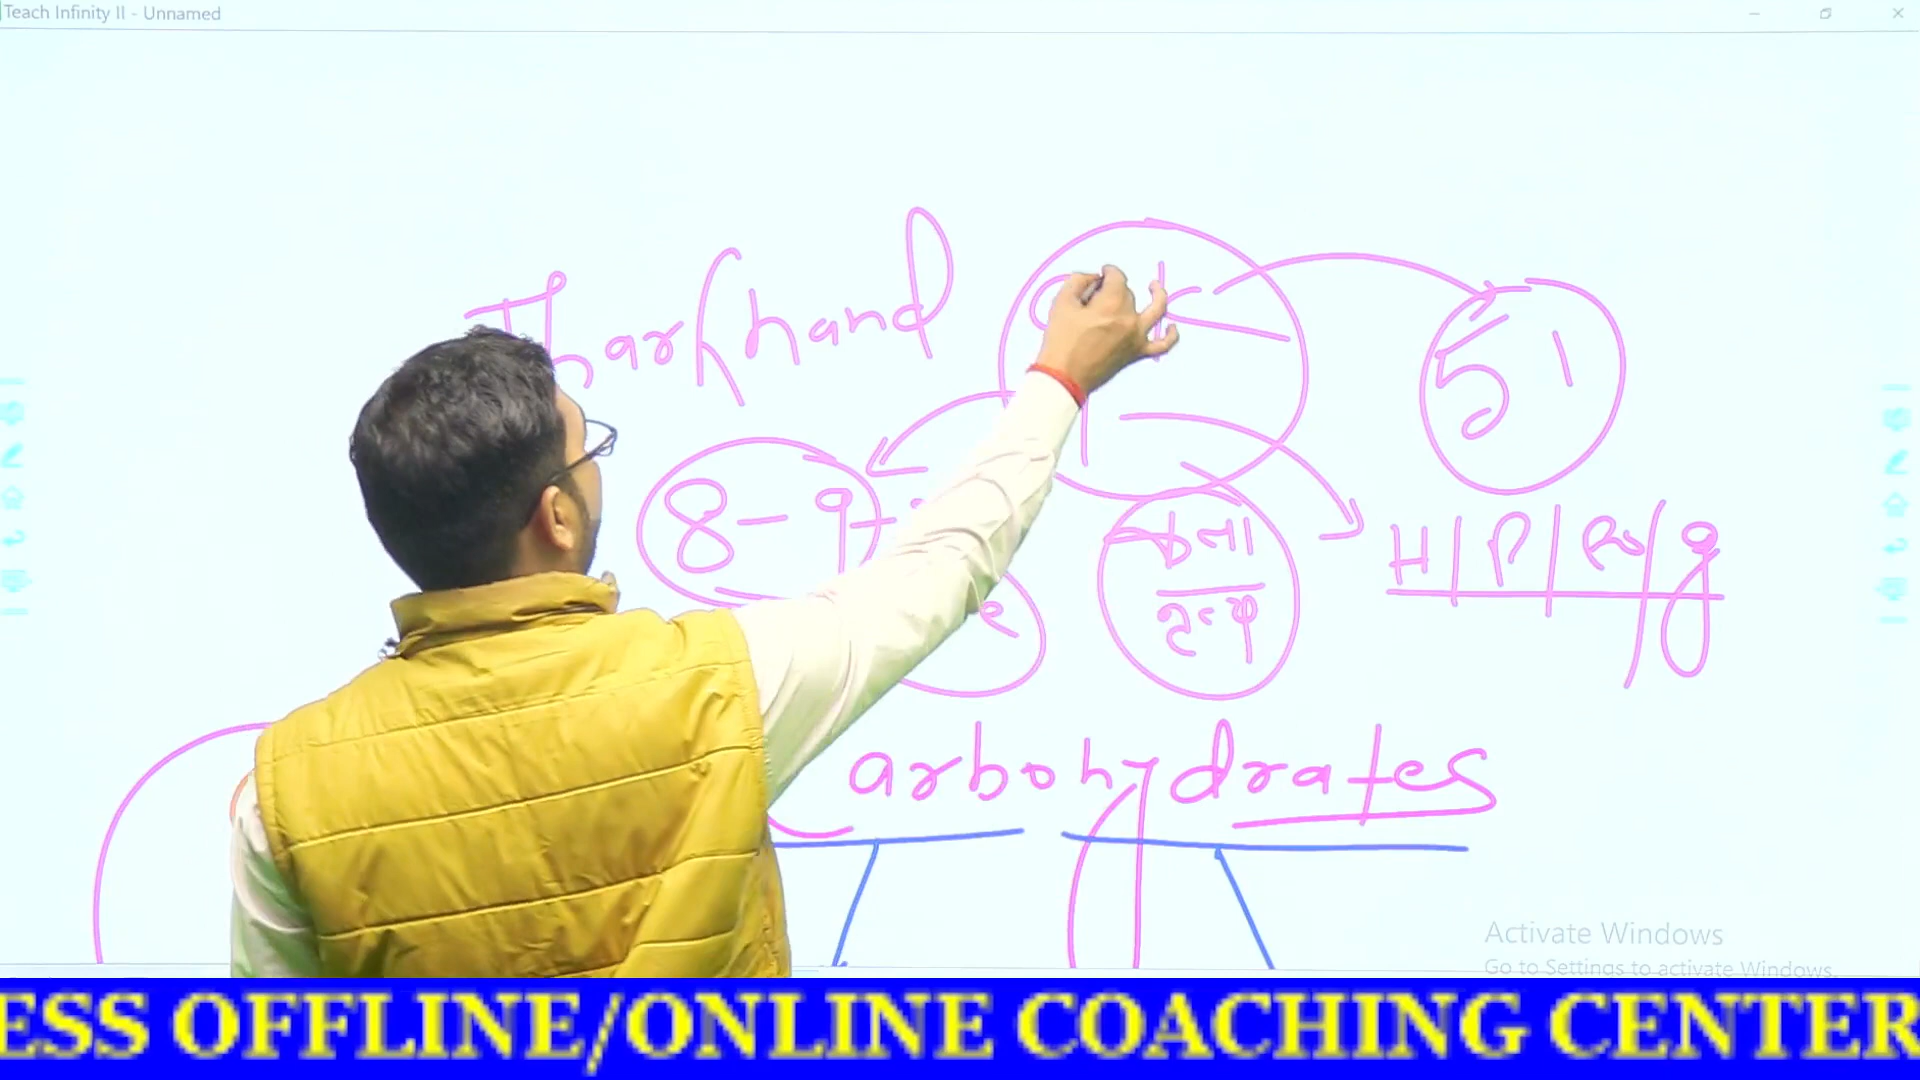 Teach Infinity II - Unnamed
Jharkhand
51
8-9
H/P/Ro/g
arbohydrates
Activate Windows
Go to Settings to activate Windows.
ESS OFFLINE/ONLINE COACHING CENTER